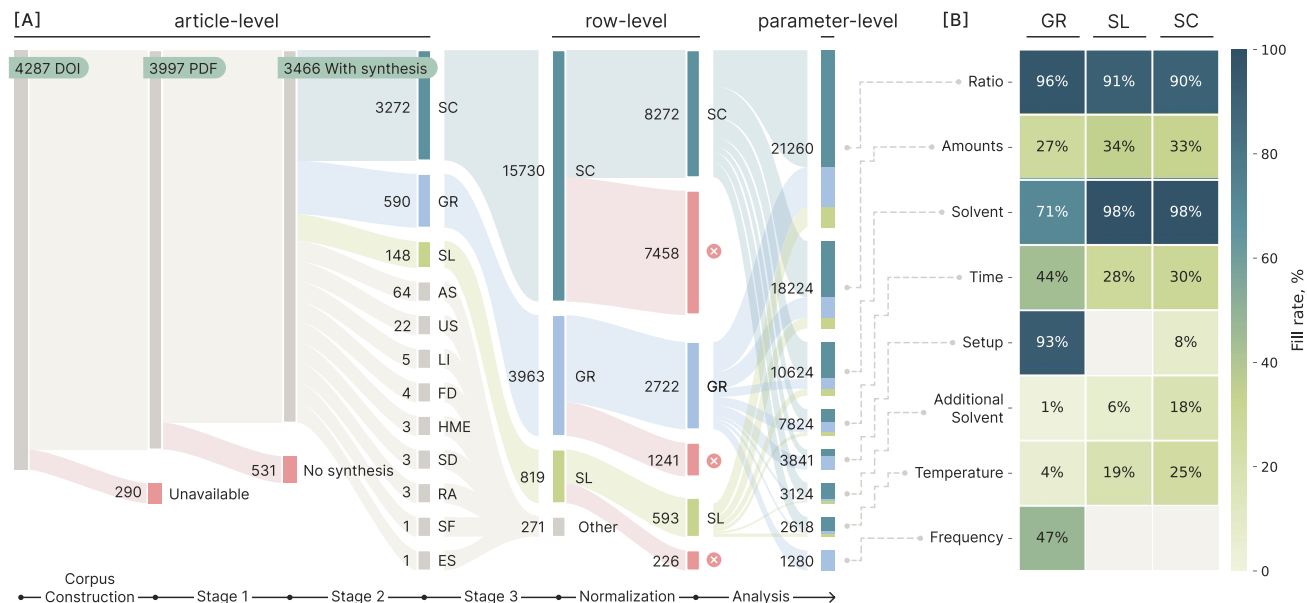 [A]
article-level
row-level
parameter-level
4287 DOI
3997 PDF
3466 With synthesis
290
Unavailable
531
No synthesis
3272
SC
590
GR
148
SL
64
AS
22
US
5
LI
4
FD
3
HME
3
SD
3
RA
1
SF
1
ES
15730
SC
3963
GR
819
SL
271
Other
8272
SC
7458
2722
GR
1241
593
SL
226
21260
18224
10624
7824
3841
3124
2618
1280
Corpus
Construction
Stage 1
Stage 2
Stage 3
Normalization
Analysis
[B]
GR
SL
SC
Ratio
96%
91%
90%
Amounts
27%
34%
33%
Solvent
71%
98%
98%
Time
44%
28%
30%
Setup
93%
8%
Additional
Solvent
1%
6%
18%
Temperature
4%
19%
25%
Frequency
47%
100
80
60
40
20
0
Fill rate, %